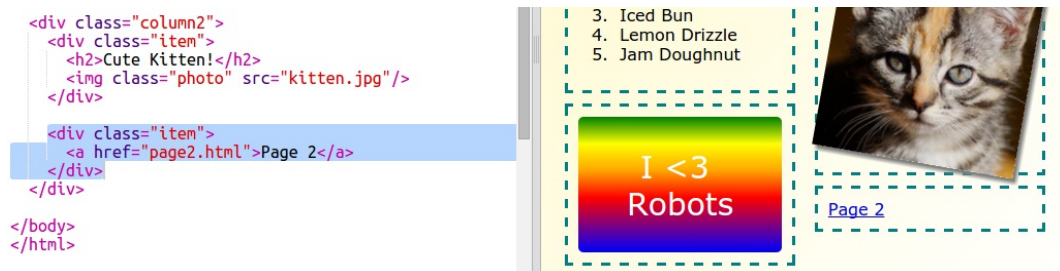 <div class="column2">
<div class="item">
<h2>Cute Kitten!</h2>
<img class="photo" src="kitten.jpg"/>
</div>
<div class="item">
<a href="page2.html">Page 2</a>
</div>
</div>
</body>
</html>
3. Iced Bun
4. Lemon Drizzle
5. Jam Doughnut
I <3
Robots
Page 2